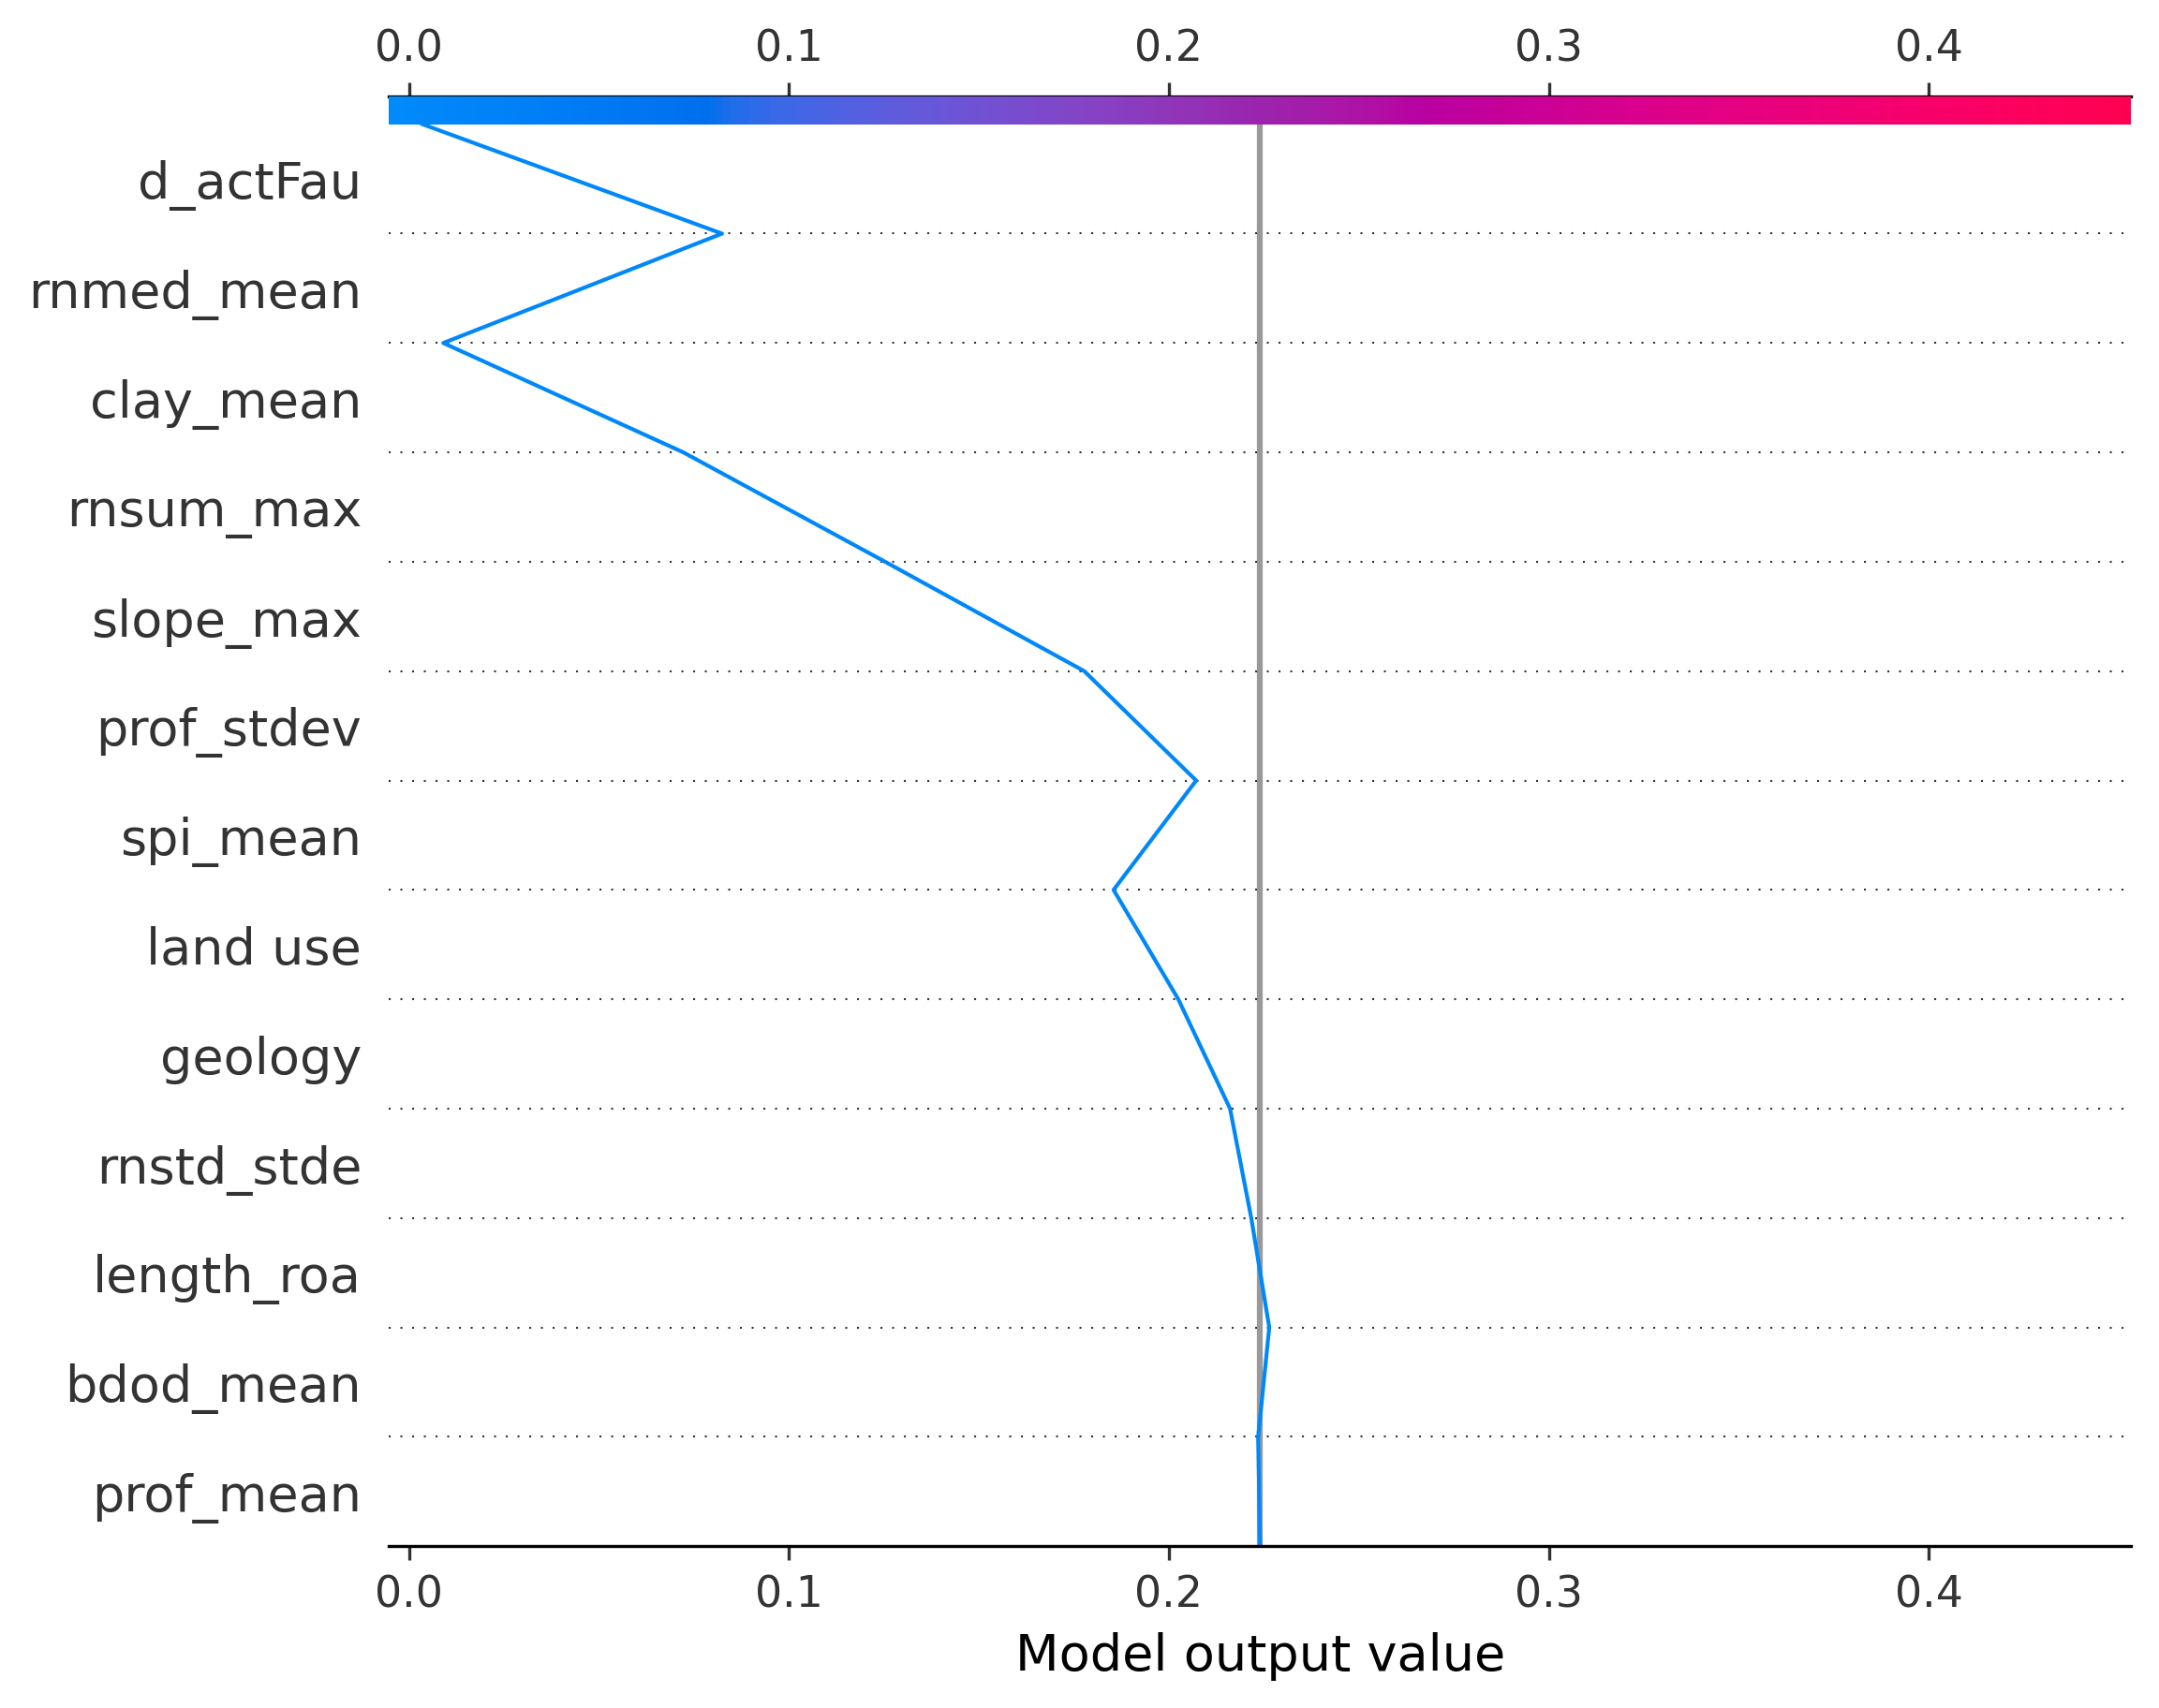 0.0 0.1 0.2 0.3 0.4
d_actFau
rnmed_mean
clay_mean
rnsum_max
slope_max
prof_stdev
spi_mean
land use
geology
rnstd_stde
length_roa
bdod_mean
prof_mean
0.0 0.1 0.2 0.3 0.4
Model output value